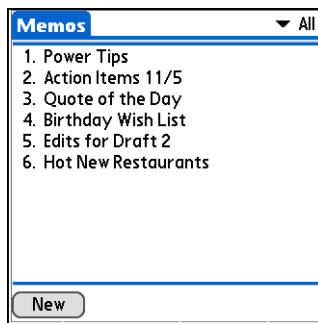 Memos
All
1. Power Tips
2. Action Items 11/5
3. Quote of the Day
4. Birthday Wish List
5. Edits for Draft 2
6. Hot New Restaurants
New